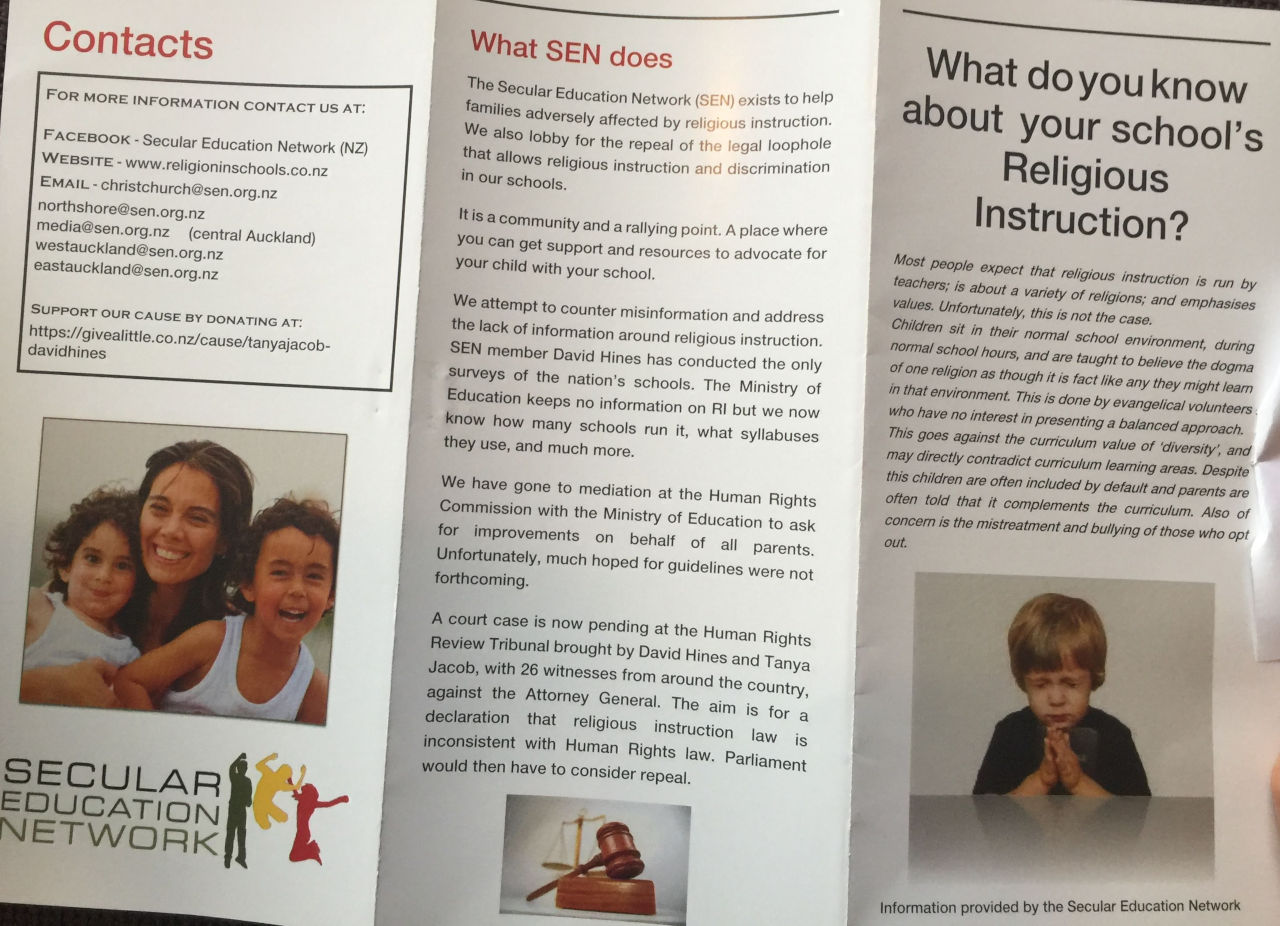 Contacts
FOR MORE INFORMATION CONTACT US AT:
FACEBOOK - Secular Education Network (NZ)
WEBSITE - www.religioninschools.co.nz
EMAIL - christchurch@sen.org.nz
northshore@sen.org.nz
media@sen.org.nz (central Auckland)
westauckland@sen.org.nz
eastauckland@sen.org.nz
SUPPORT OUR CAUSE BY DONATING AT:
https://givealittle.co.nz/cause/tanyajacob-
davidhines
SECULAR
EDUCATION
NETWORK
What SEN does
The Secular Education Network (SEN) exists to help
families adversely affected by religious instruction.
We also lobby for the repeal of the legal loophole
that allows religious instruction and discrimination
in our schools.
It is a community and a rallying point. A place where
you can get support and resources to advocate for
your child with your school.
We attempt to counter misinformation and address
the lack of information around religious instruction.
SEN member David Hines has conducted the only
surveys of the nation's schools. The Ministry of
Education keeps no information on RI but we now
know how many schools run it, what syllabuses
they use, and much more.
We have gone to mediation at the Human Rights
Commission with the Ministry of Education to ask
for improvements on behalf of all parents.
Unfortunately, much hoped for guidelines were not
forthcoming.
A court case is now pending at the Human Rights
Review Tribunal brought by David Hines and Tanya
Jacob, with 26 witnesses from around the country,
against the Attorney General. The aim is for a
declaration that religious instruction law is
inconsistent with Human Rights law. Parliament
would then have to consider repeal.
What do you know
about your school's
Religious
Instruction?
Most people expect that religious instruction is run by
teachers; is about a variety of religions; and emphasises
values. Unfortunately, this is not the case.
Children sit in their normal school environment, during
normal school hours, and are taught to believe the dogma
of one religion as though it is fact like any they might learn
in that environment. This is done by evangelical volunteers
who have no interest in presenting a balanced approach.
This goes against the curriculum value of 'diversity', and
may directly contradict curriculum learning areas. Despite
this children are often included by default and parents are
often told that it complements the curriculum. Also of
concern is the mistreatment and bullying of those who opt
out.
Information provided by the Secular Education Network